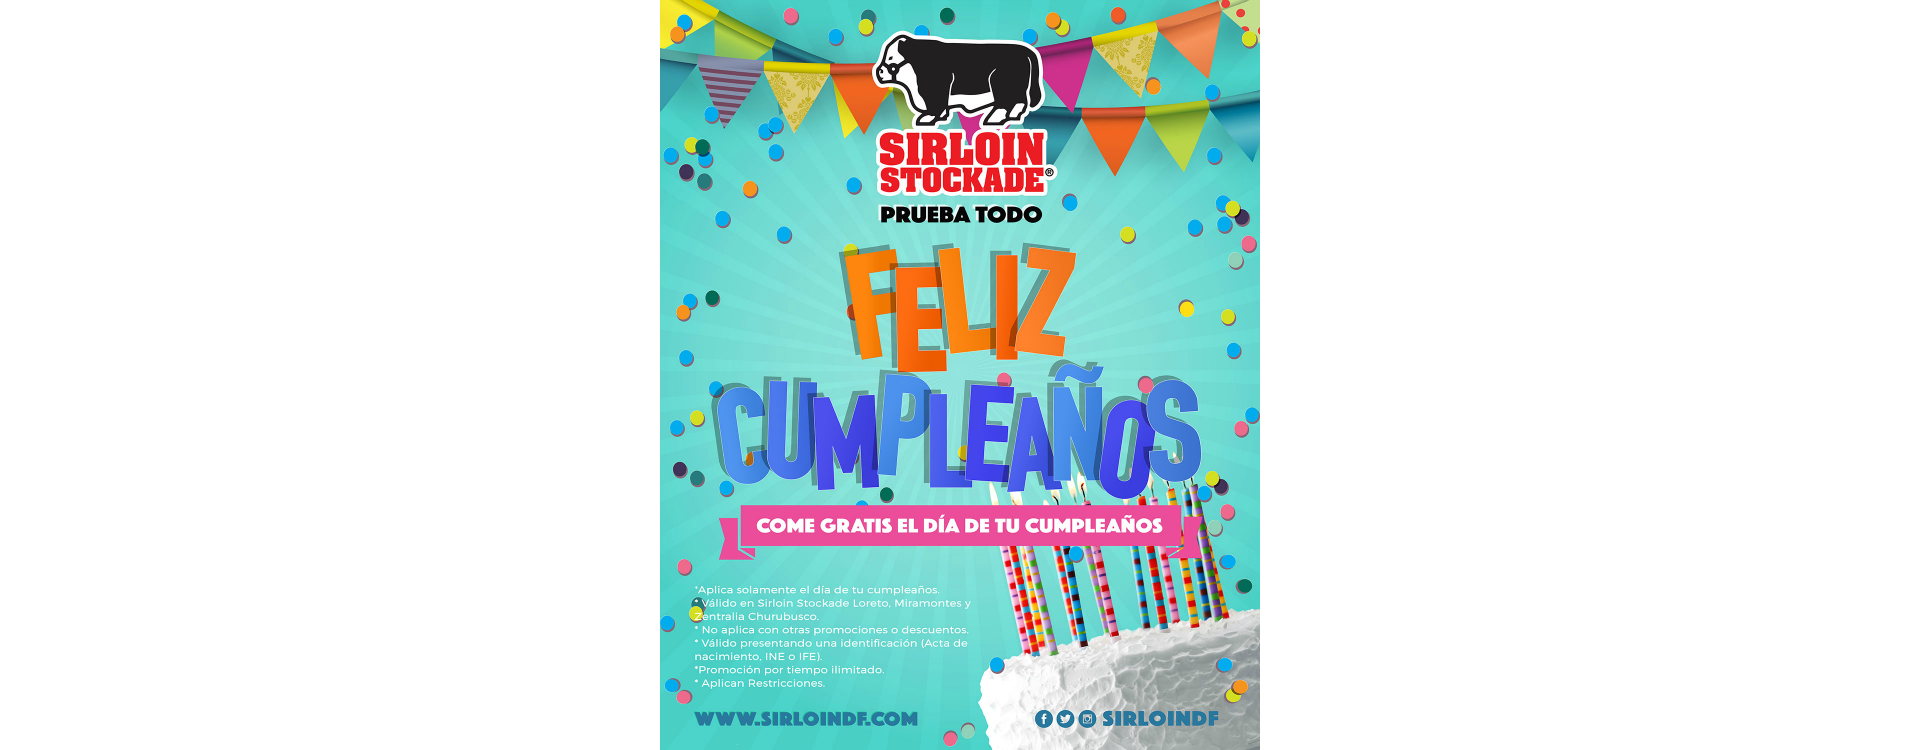 SIRLOIN
STOCKADE®
PRUEBA TODO
FELIZ
CUMPLEAÑOS
COME GRATIS EL DÍA DE TU CUMPLEAÑOS
*Aplica solamente el día de tu cumpleaños.
* Válido en Sirloin Stockade Loreto, Miramontes y
Zentralia Churubusco.
* No aplica con otras promociones o descuentos.
* Válido presentando una identificación (Acta de
nacimiento, INE o IFE).
*Promoción por tiempo ilimitado.
* Aplican Restricciones.
WWW.SIRLOINDF.COM
SIRLOINDF